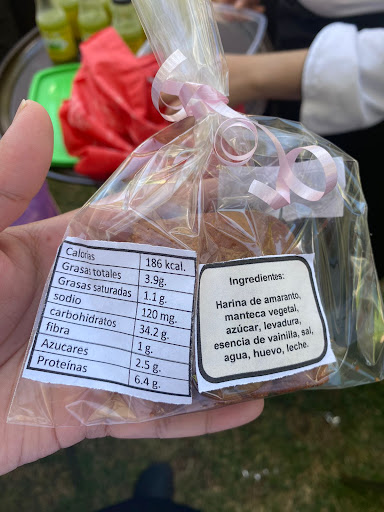 Calorías 186 kcal.
Grasas totales 3.9g.
Grasas saturadas 1.1 g.
sodio 120 mg.
carbohidratos 34.2 g.
fibra 1 g.
Azucares 2.5 g.
Proteínas 6.4 g.
Ingredientes:
Harina de amaranto,
manteca vegetal,
azúcar, levadura,
esencia de vainilla, sal,
agua, huevo, leche.